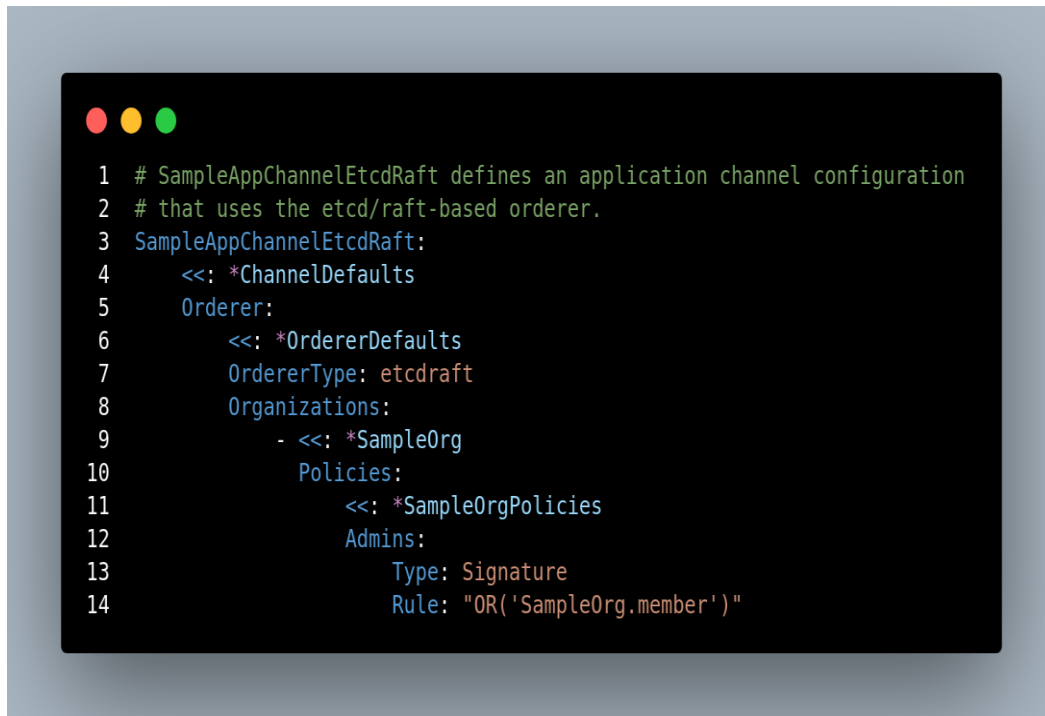 1 # SampleAppChannelEtcdRaft defines an application channel configuration
2 # that uses the etcd/raft-based orderer.
3 SampleAppChannelEtcdRaft:
4     <<: *ChannelDefaults
5     Orderer:
6         <<: *OrdererDefaults
7         OrdererType: etcdraft
8         Organizations:
9             - <<: *SampleOrg
10               Policies:
11                   <<: *SampleOrgPolicies
12                   Admins:
13                       Type: Signature
14                       Rule: "OR('SampleOrg.member')"